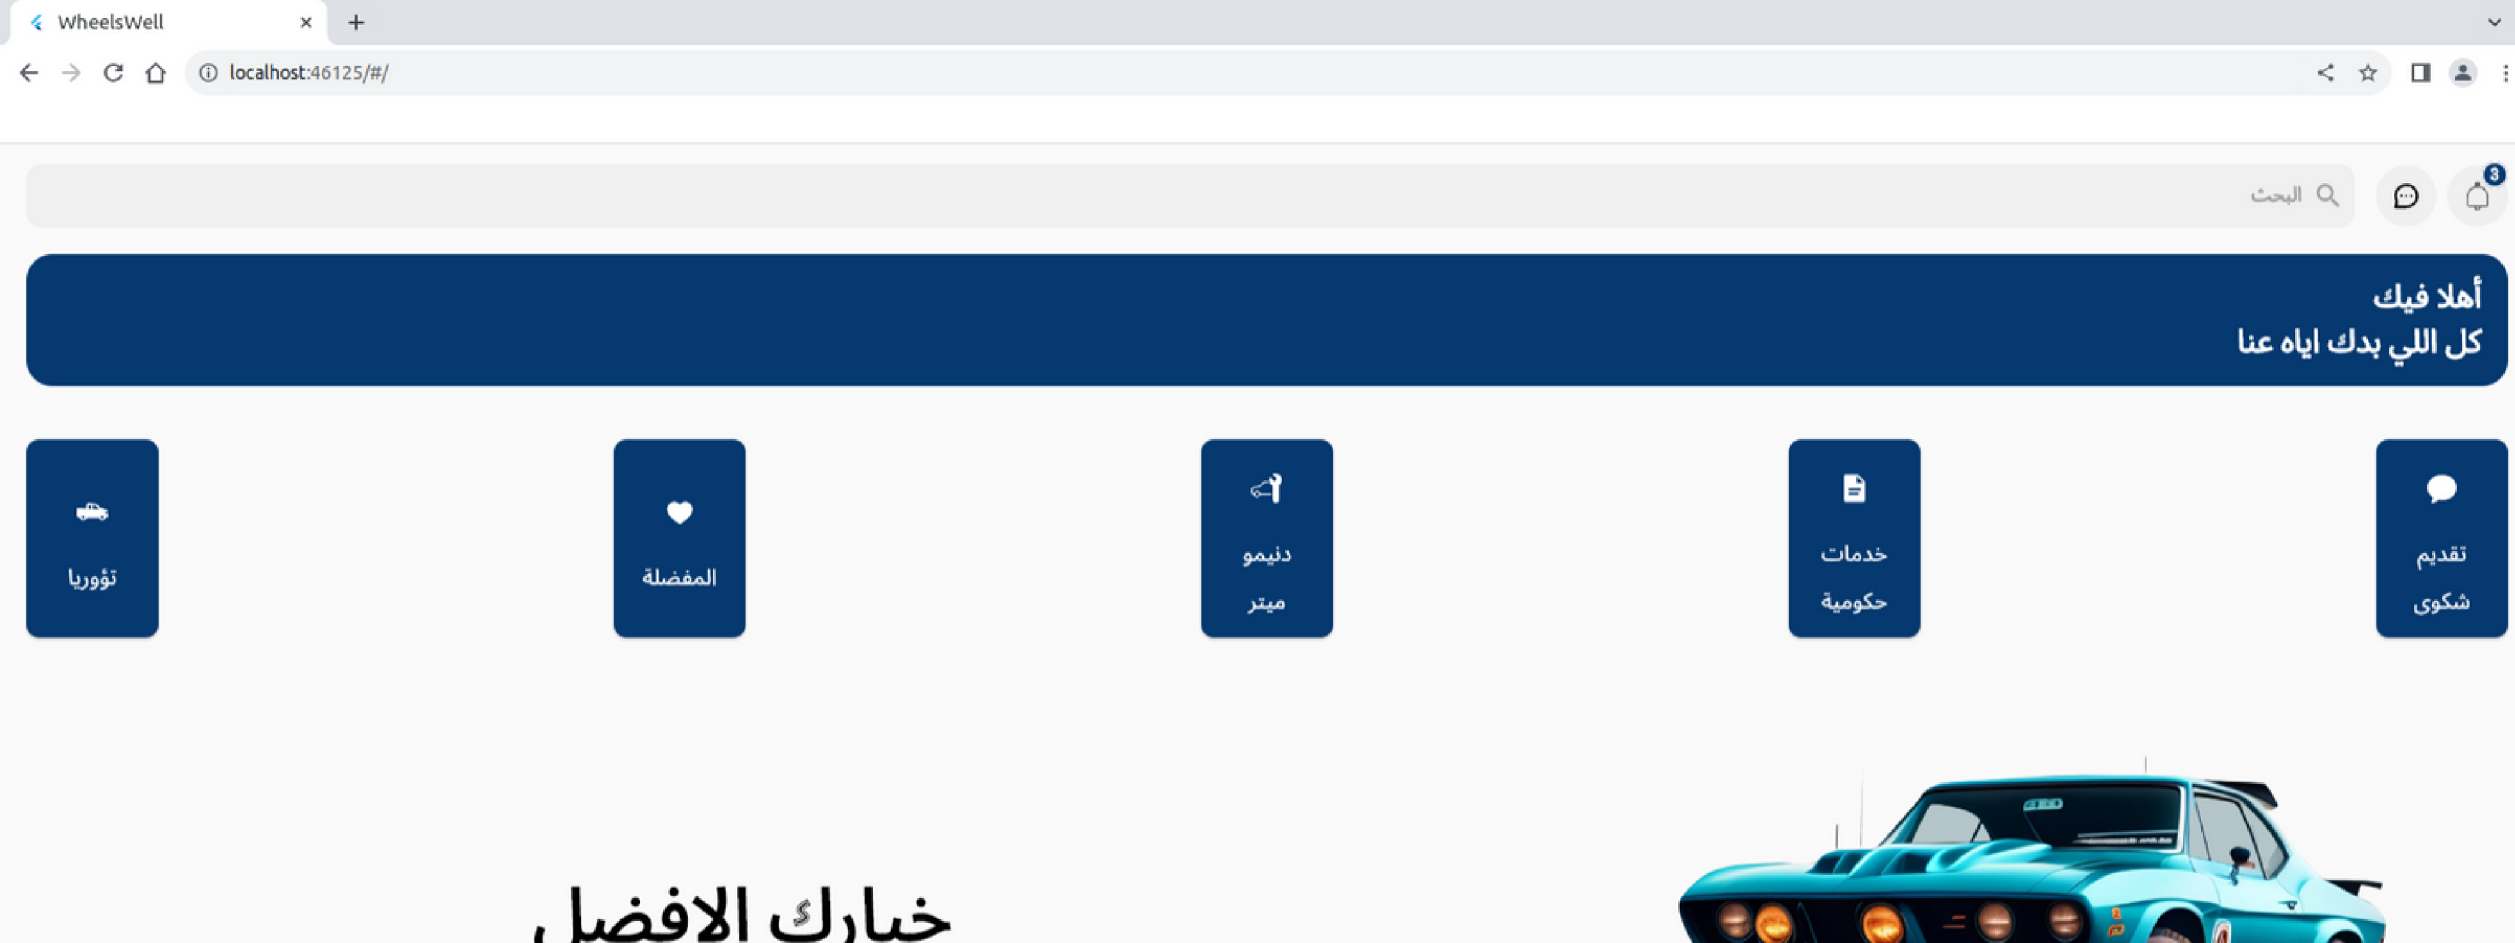 WheelsWell
localhost:46125/#/
3
البحث
أهلا فيك
كل اللي بدك اياه عنا
تقديم
شكوى
خدمات
حكومية
دنيمو
ميتر
المفضلة
تؤوريا
خيارك الافضل